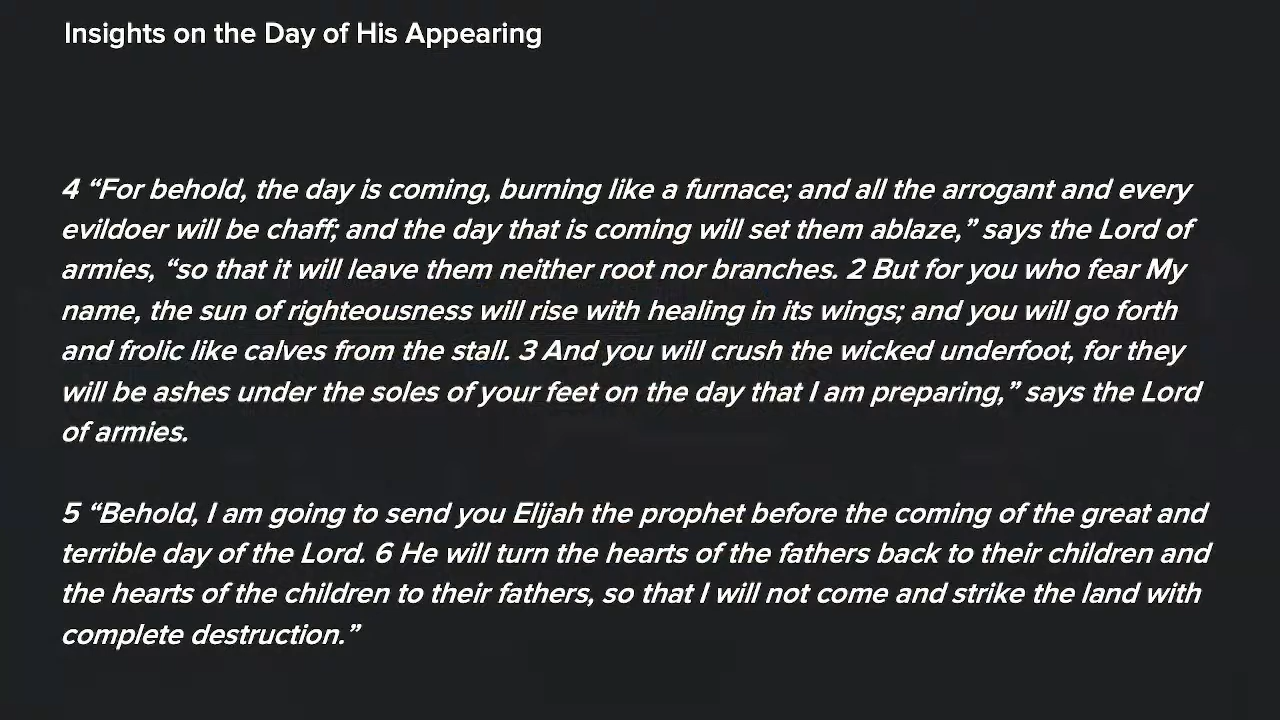 Insights on the Day of His Appearing
4 “For behold, the day is coming, burning like a furnace; and all the arrogant and every
evildoer will be chaff; and the day that is coming will set them ablaze,” says the Lord of
armies, “so that it will leave them neither root nor branches. 2 But for you who fear My
name, the sun of righteousness will rise with healing in its wings; and you will go forth
and frolic like calves from the stall. 3 And you will crush the wicked underfoot, for they
will be ashes under the soles of your feet on the day that I am preparing,” says the Lord
of armies.
5 “Behold, I am going to send you Elijah the prophet before the coming of the great and
terrible day of the Lord. 6 He will turn the hearts of the fathers back to their children and
the hearts of the children to their fathers, so that I will not come and strike the land with
complete destruction.”